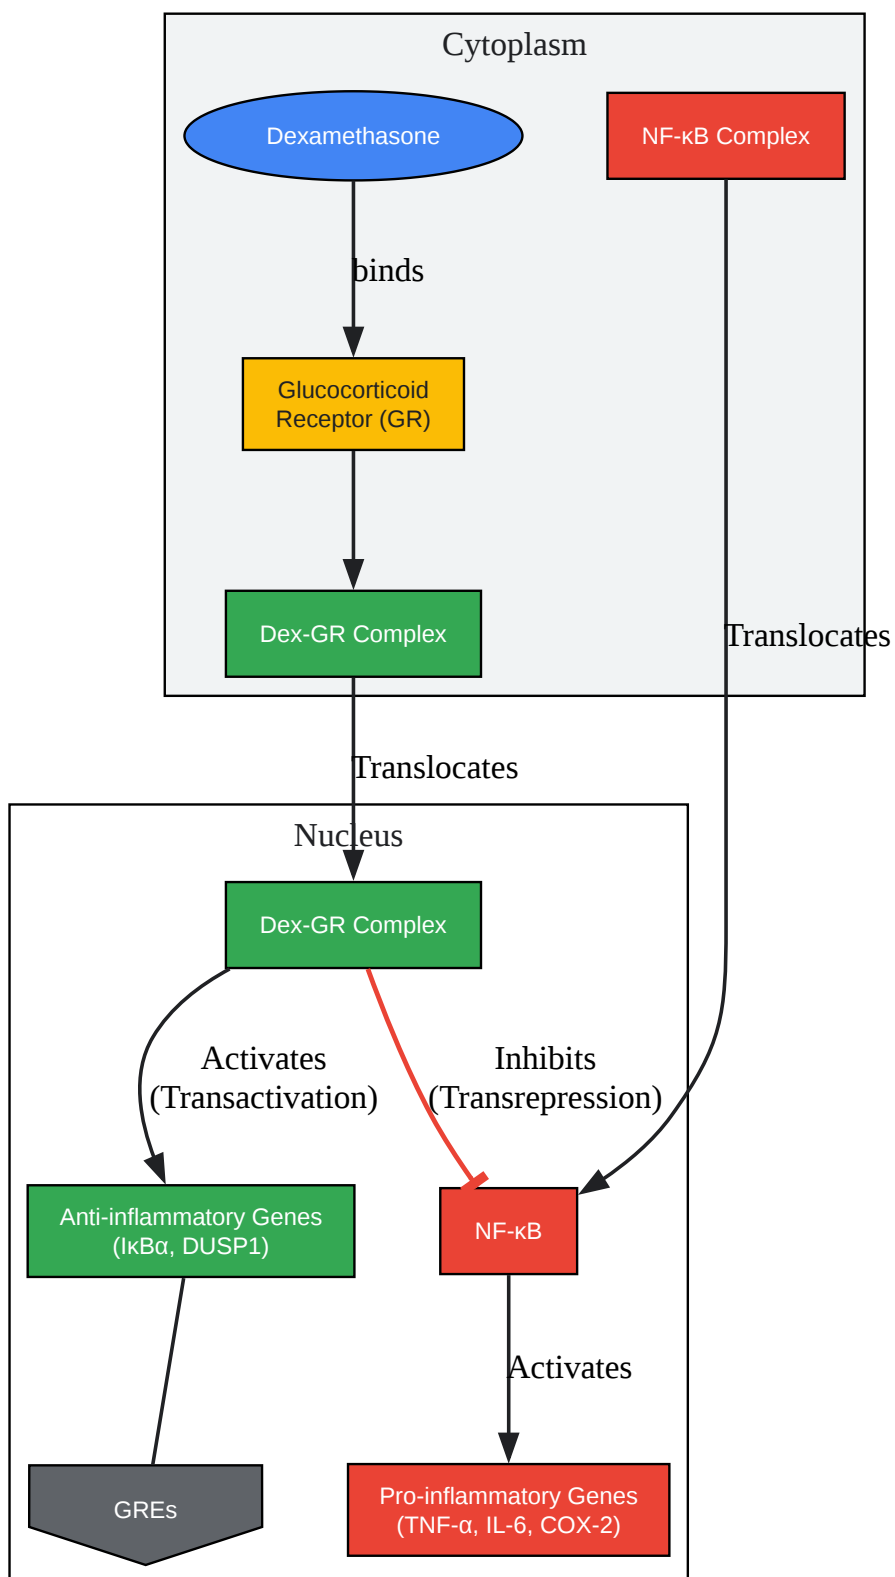 Cytoplasm
Dexamethasone
NF-κB Complex
binds
Glucocorticoid
Receptor (GR)
Dex-GR Complex
Translocates
Translocates
Nucleus
Dex-GR Complex
Activates
(Transactivation)
Inhibits
(Transrepression)
Anti-inflammatory Genes
(IκBα, DUSP1)
NF-κB
Activates
GREs
Pro-inflammatory Genes
(TNF-α, IL-6, COX-2)